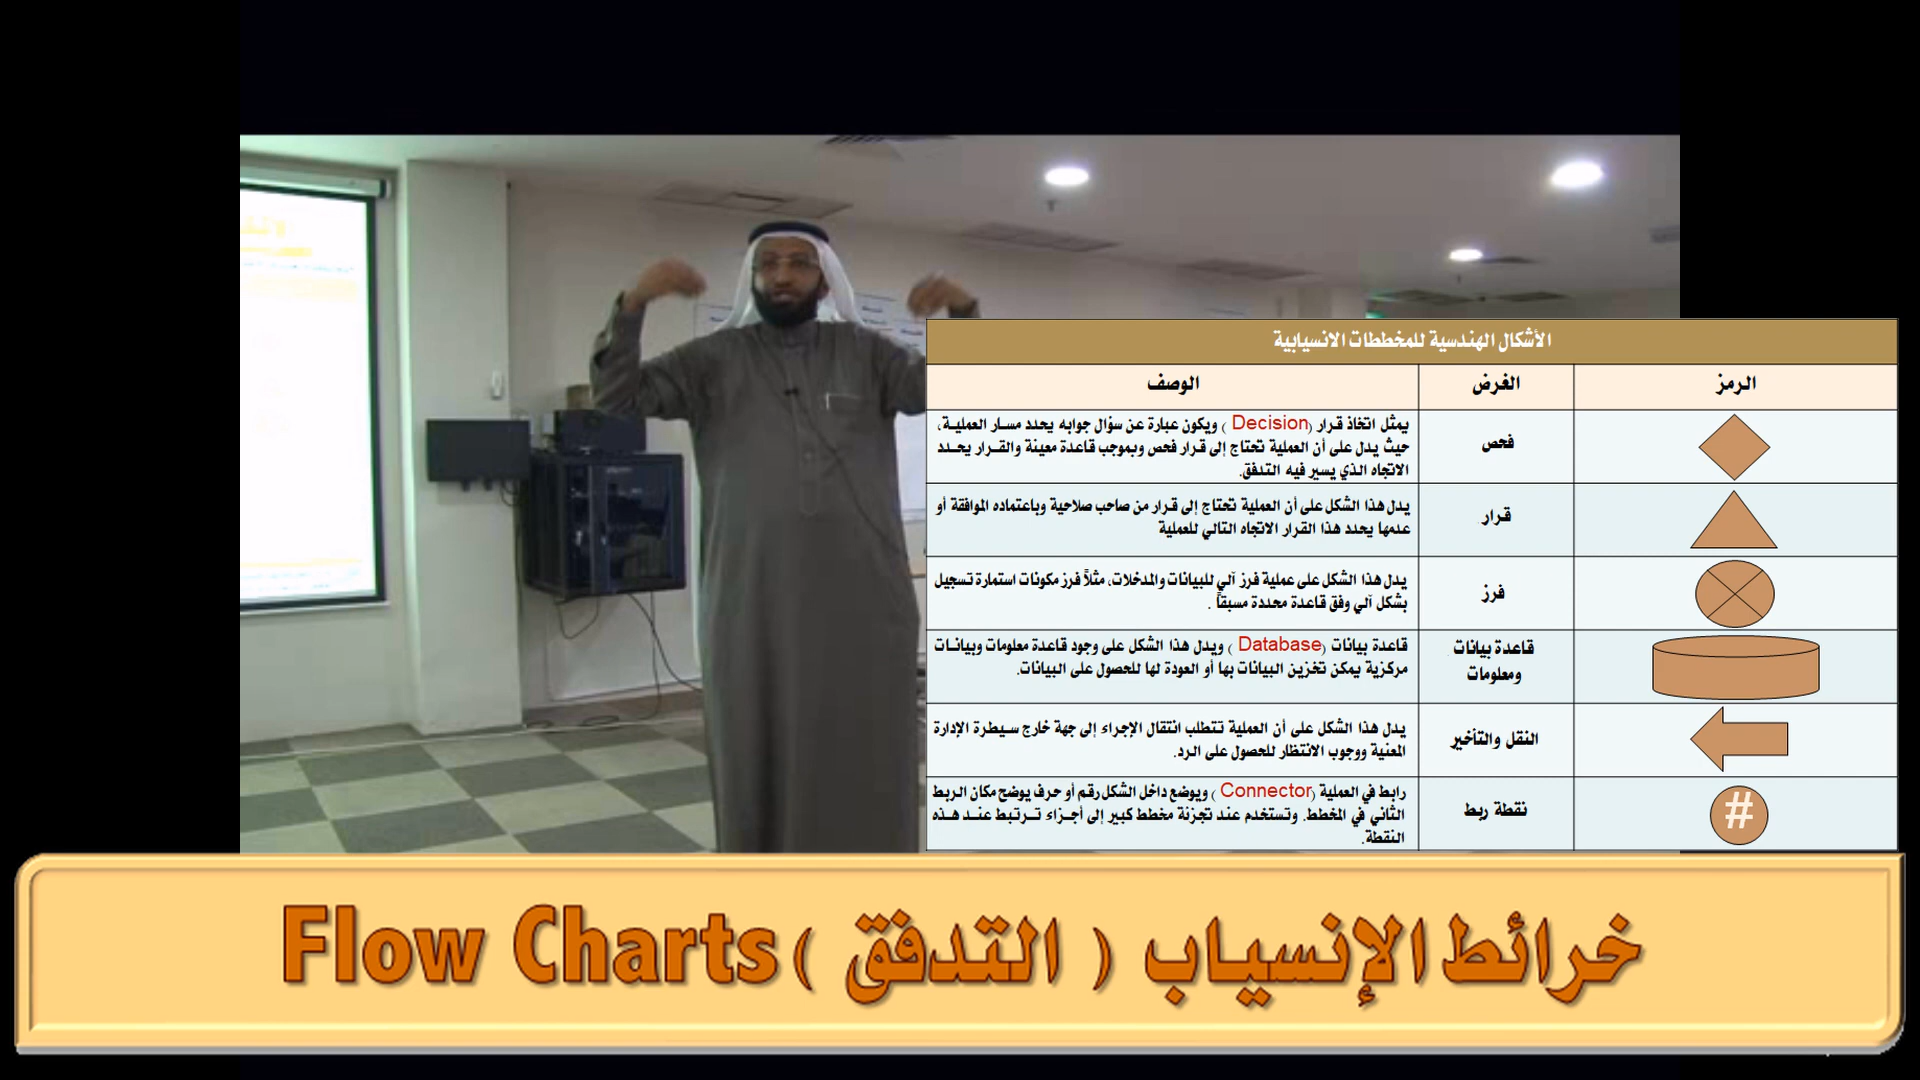 الأشكال الهندسية للمخططات الانسيابية
الرمز
الغرض
الوصف
فحص
يمثل اتخاذ قرار (Decision) ويكون عبارة عن سؤال جوابه يحدد مسار العملية،
حيث يدل على أن العملية تحتاج إلى قرار فحص وبموجب قاعدة معينة والقرار يحدد
الاتجاه الذي يسير فيه التدفق.
قرار
يدل هذا الشكل على أن العملية تحتاج إلى قرار من صاحب صلاحية وباعتماده الموافقة أو
عدمها يحدد هذا القرار الاتجاه التالي للعملية
فرز
يدل هذا الشكل على عملية فرز آلي للبيانات والمدخلات، مثلاً فرز مكونات استمارة تسجيل
بشكل آلي وفق قاعدة محددة مسبقاً .
قاعدة بيانات
ومعلومات
قاعدة بيانات (Database) ويدل هذا الشكل على وجود قاعدة معلومات وبيانات
مركزية يمكن تخزين البيانات بها أو العودة لها للحصول على البيانات.
النقل والتأخير
يدل هذا الشكل على أن العملية تتطلب انتقال الإجراء إلى جهة خارج سيطرة الإدارة
المعنية ووجوب الانتظار للحصول على الرد.
#
نقطة ربط
رابط في العملية (Connector) ويوضع داخل الشكل رقم أو حرف يوضح مكان الربط
الثاني في المخطط. وتستخدم عند تجزئة مخطط كبير إلى أجزاء ترتبط عند هذه
النقطة.
خرائط الإنسياب ( التدفق ) Flow Charts